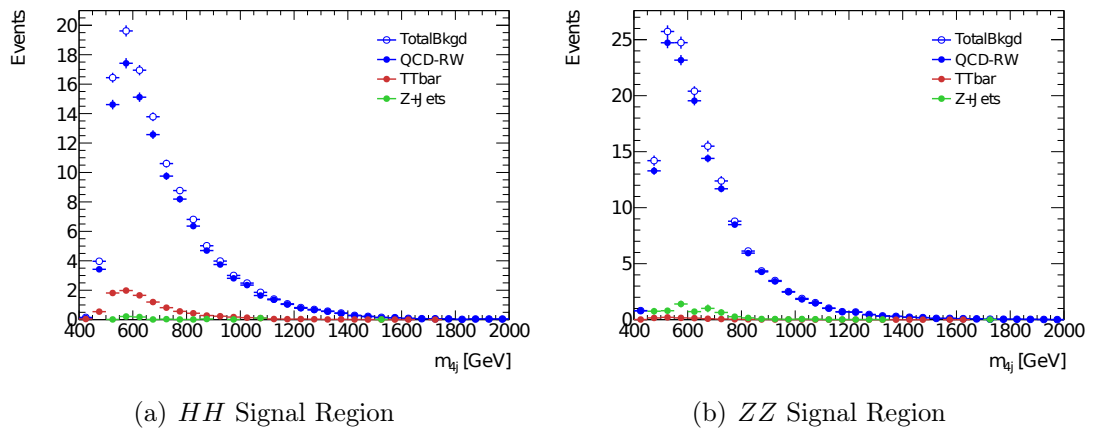 Events
20
18
16
14
12
10
8
6
4
2
0
400 600 800 1000 1200 1400 1600 1800 2000
m4j [GeV]
TotalBkgd
QCD-RW
TTbar
Z+Jets
(a) HH Signal Region
Events
25
20
15
10
5
0
400 600 800 1000 1200 1400 1600 1800 2000
m4j [GeV]
TotalBkgd
QCD-RW
TTbar
Z+Jets
(b) ZZ Signal Region